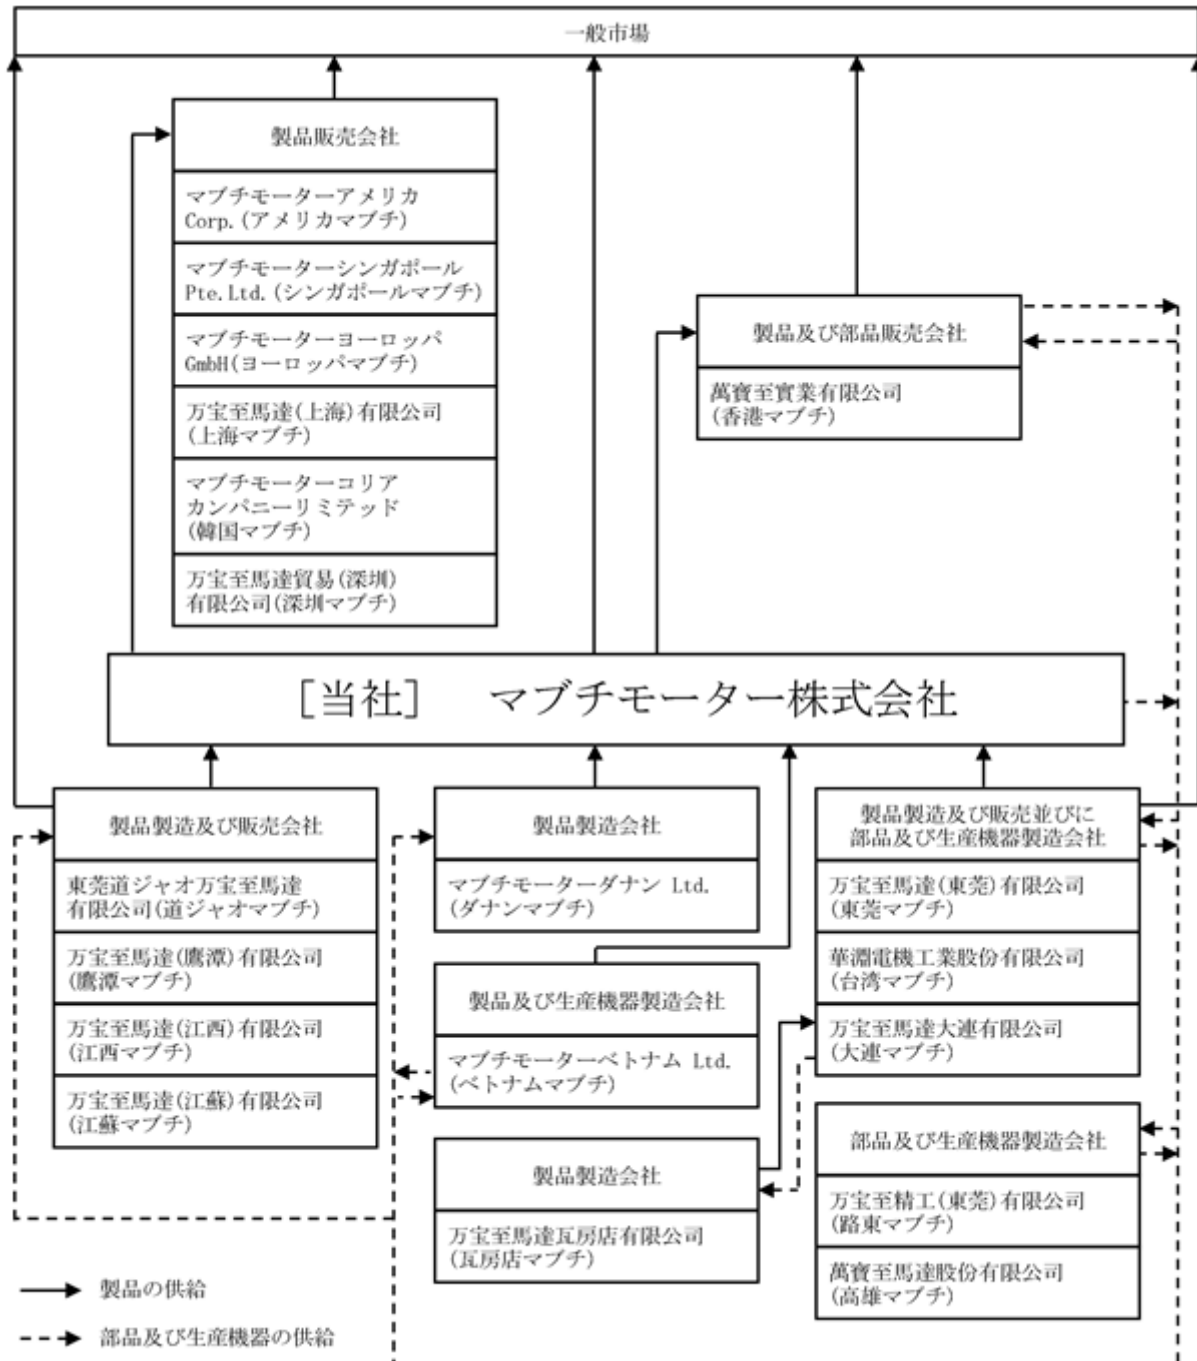 一般市場
製品販売会社
マブチモーターアメリカ
Corp.(アメリカマブチ)
マブチモーターシンガポール
Pte.Ltd.(シンガポールマブチ)
マブチモーターヨーロッパ
GmbH(ヨーロッパマブチ)
万宝至馬達(上海)有限公司
(上海マブチ)
マブチモーターコリア
カンパニーリミテッド
(韓国マブチ)
万宝至馬達貿易(深圳)
有限公司(深圳マブチ)
製品及び部品販売会社
萬寶至實業有限公司
(香港マブチ)
[当社] マブチモーター株式会社
製品製造及び販売会社
東莞道ジャオ万宝至馬達
有限公司(道ジャオマブチ)
万宝至馬達(鷹潭)有限公司
(鷹潭マブチ)
万宝至馬達(江西)有限公司
(江西マブチ)
万宝至馬達(江蘇)有限公司
(江蘇マブチ)
製品製造会社
マブチモーターダナン Ltd.
(ダナンマブチ)
製品及び生産機器製造会社
マブチモーターベトナム Ltd.
(ベトナムマブチ)
製品製造会社
万宝至馬達瓦房店有限公司
(瓦房店マブチ)
製品製造及び販売並びに
部品及び生産機器製造会社
万宝至馬達(東莞)有限公司
(東莞マブチ)
華淵電機工業股份有限公司
(台湾マブチ)
万宝至馬達大連有限公司
(大連マブチ)
部品及び生産機器製造会社
万宝至精工(東莞)有限公司
(路東マブチ)
萬寶至馬達股份有限公司
(高雄マブチ)
製品の供給
部品及び生産機器の供給